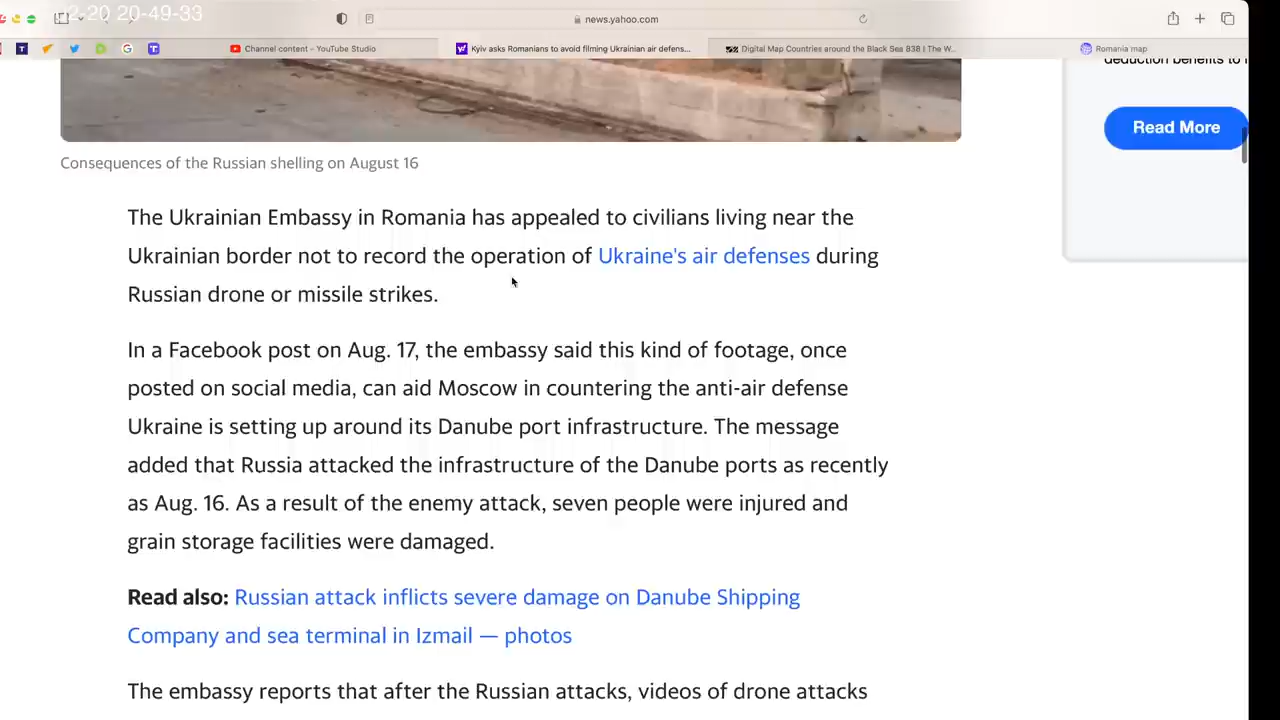 2-20 20-49-33
news.yahoo.com
Channel content – YouTube Studio
Kyiv asks Romanians to avoid filming Ukrainian air defens...
Digital Map Countries around the Black Sea 838 | The W...
Romania map
deduction benefits to
Read More
Consequences of the Russian shelling on August 16
The Ukrainian Embassy in Romania has appealed to civilians living near the
Ukrainian border not to record the operation of Ukraine's air defenses during
Russian drone or missile strikes.
In a Facebook post on Aug. 17, the embassy said this kind of footage, once
posted on social media, can aid Moscow in countering the anti-air defense
Ukraine is setting up around its Danube port infrastructure. The message
added that Russia attacked the infrastructure of the Danube ports as recently
as Aug. 16. As a result of the enemy attack, seven people were injured and
grain storage facilities were damaged.
Read also: Russian attack inflicts severe damage on Danube Shipping
Company and sea terminal in Izmail — photos
The embassy reports that after the Russian attacks, videos of drone attacks